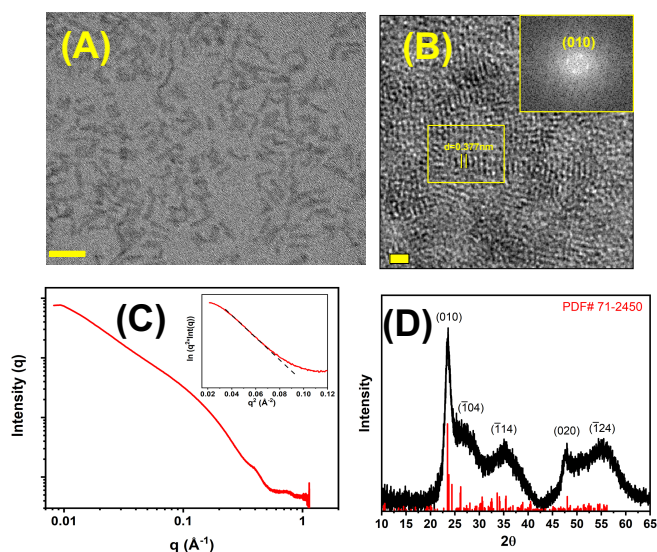 (A)
(B)
(010)
d=0.377nm
(C)
Intensity (q)
0.01
0.1
1
q (Å⁻¹)
ln (q²*Int(q)
0.02
0.04
0.06
0.08
0.10
0.12
q² (Å⁻²)
(D)
PDF# 71-2450
(010)
(1̅04)
(1̅14)
(020)
(1̅24)
Intensity
10 15 20 25 30 35 40 45 50 55 60 65
2θ